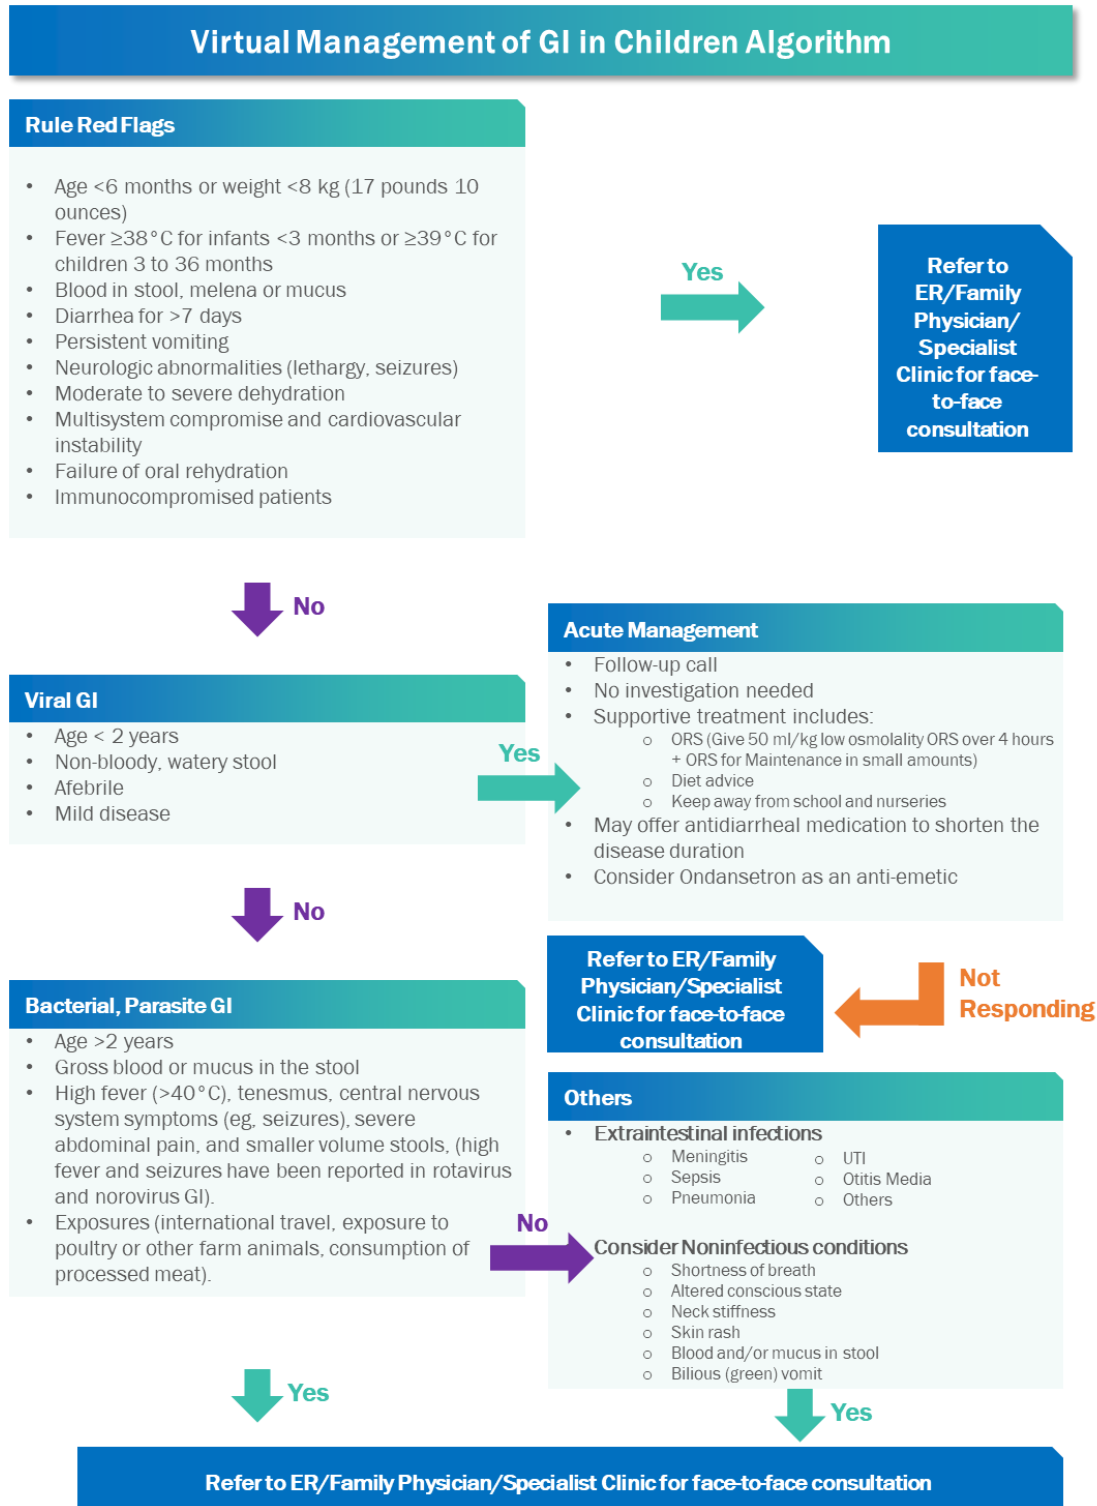 Virtual Management of GI in Children Algorithm
Rule Red Flags
• Age <6 months or weight <8 kg (17 pounds 10
ounces)
• Fever ≥38°C for infants <3 months or ≥39°C for
children 3 to 36 months
• Blood in stool, melena or mucus
• Diarrhea for >7 days
• Persistent vomiting
• Neurologic abnormalities (lethargy, seizures)
• Moderate to severe dehydration
• Multisystem compromise and cardiovascular
instability
• Failure of oral rehydration
• Immunocompromised patients
Yes
Refer to
ER/Family
Physician/
Specialist
Clinic for face-
to-face
consultation
No
Viral GI
• Age < 2 years
• Non-bloody, watery stool
• Afebrile
• Mild disease
Yes
Acute Management
• Follow-up call
• No investigation needed
• Supportive treatment includes:
o ORS (Give 50 ml/kg low osmolality ORS over 4 hours
+ ORS for Maintenance in small amounts)
o Diet advice
o Keep away from school and nurseries
• May offer antidiarrheal medication to shorten the
disease duration
• Consider Ondansetron as an anti-emetic
Not
Responding
Refer to ER/Family
Physician/Specialist
Clinic for face-to-face
consultation
No
Bacterial, Parasite GI
• Age >2 years
• Gross blood or mucus in the stool
• High fever (>40°C), tenesmus, central nervous
system symptoms (eg, seizures), severe
abdominal pain, and smaller volume stools, (high
fever and seizures have been reported in rotavirus
and norovirus GI).
• Exposures (international travel, exposure to
poultry or other farm animals, consumption of
processed meat).
No
Others
• Extraintestinal infections
o Meningitis
o Sepsis
o Pneumonia
o UTI
o Otitis Media
o Others
Consider Noninfectious conditions
o Shortness of breath
o Altered conscious state
o Neck stiffness
o Skin rash
o Blood and/or mucus in stool
o Bilious (green) vomit
Yes
Yes
Refer to ER/Family Physician/Specialist Clinic for face-to-face consultation